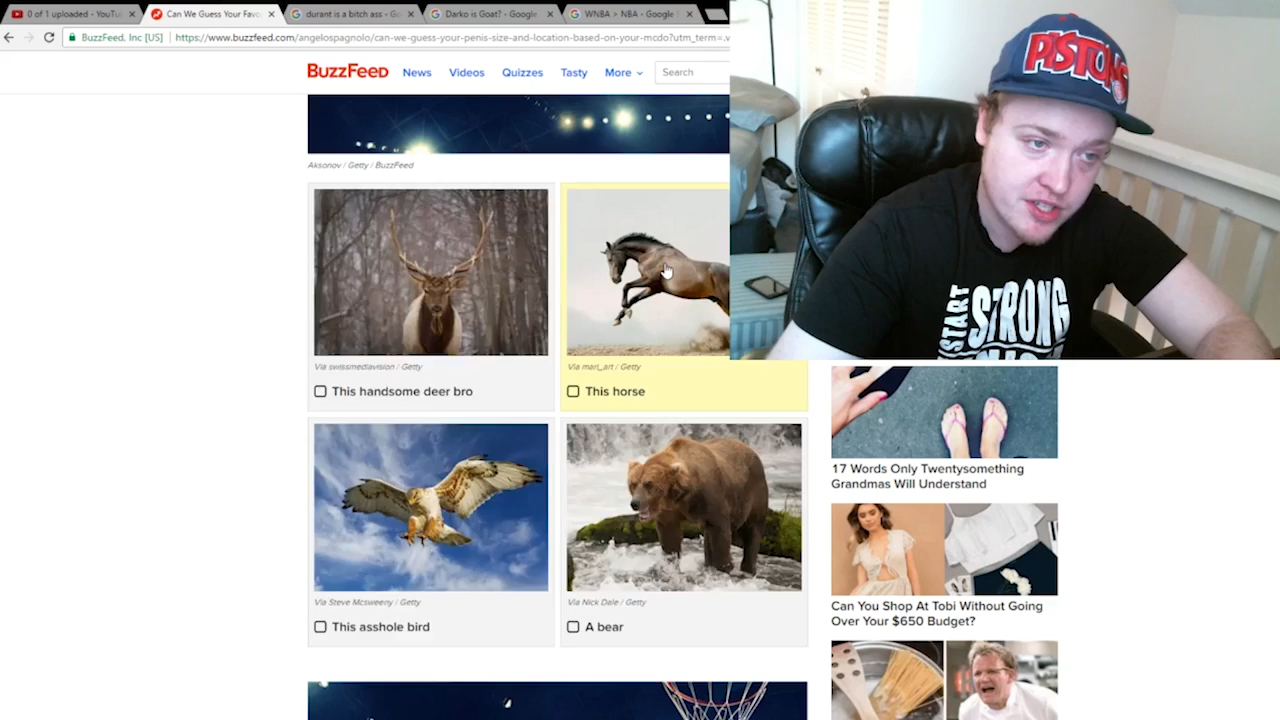 0 of 1 uploaded - YouTu
Can We Guess Your Favo
durant is a bitch ass - Go
Darko is Goat? - Google
WNBA > NBA - Google S
BuzzFeed, Inc [US]
https://www.buzzfeed.com/angelospagnolo/can-we-guess-your-penis-size-and-location-based-on-your-mcdo?utm_term=.v
BuzzFeed
News
Videos
Quizzes
Tasty
More
Search
PISTONS
START
STRONG
Aksonov / Getty / BuzzFeed
Via swissmediavision / Getty
Via mari_art / Getty
This handsome deer bro
This horse
Via Steve Mcsweeny / Getty
Via Nick Dale / Getty
This asshole bird
A bear
17 Words Only Twentysomething
Grandmas Will Understand
Can You Shop At Tobi Without Going
Over Your $650 Budget?